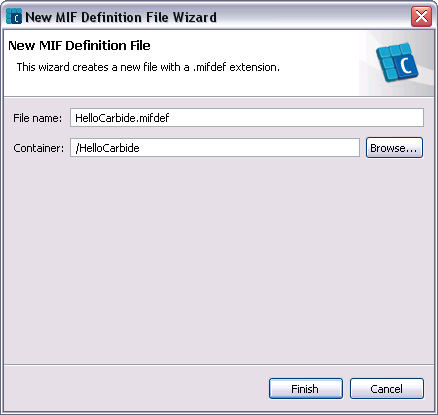 New MIF Definition File Wizard
New MIF Definition File
This wizard creates a new file with a .mifdef extension.
C
File name: HelloCarbide.mifdef
Container: /HelloCarbide Browse...
Finish Cancel